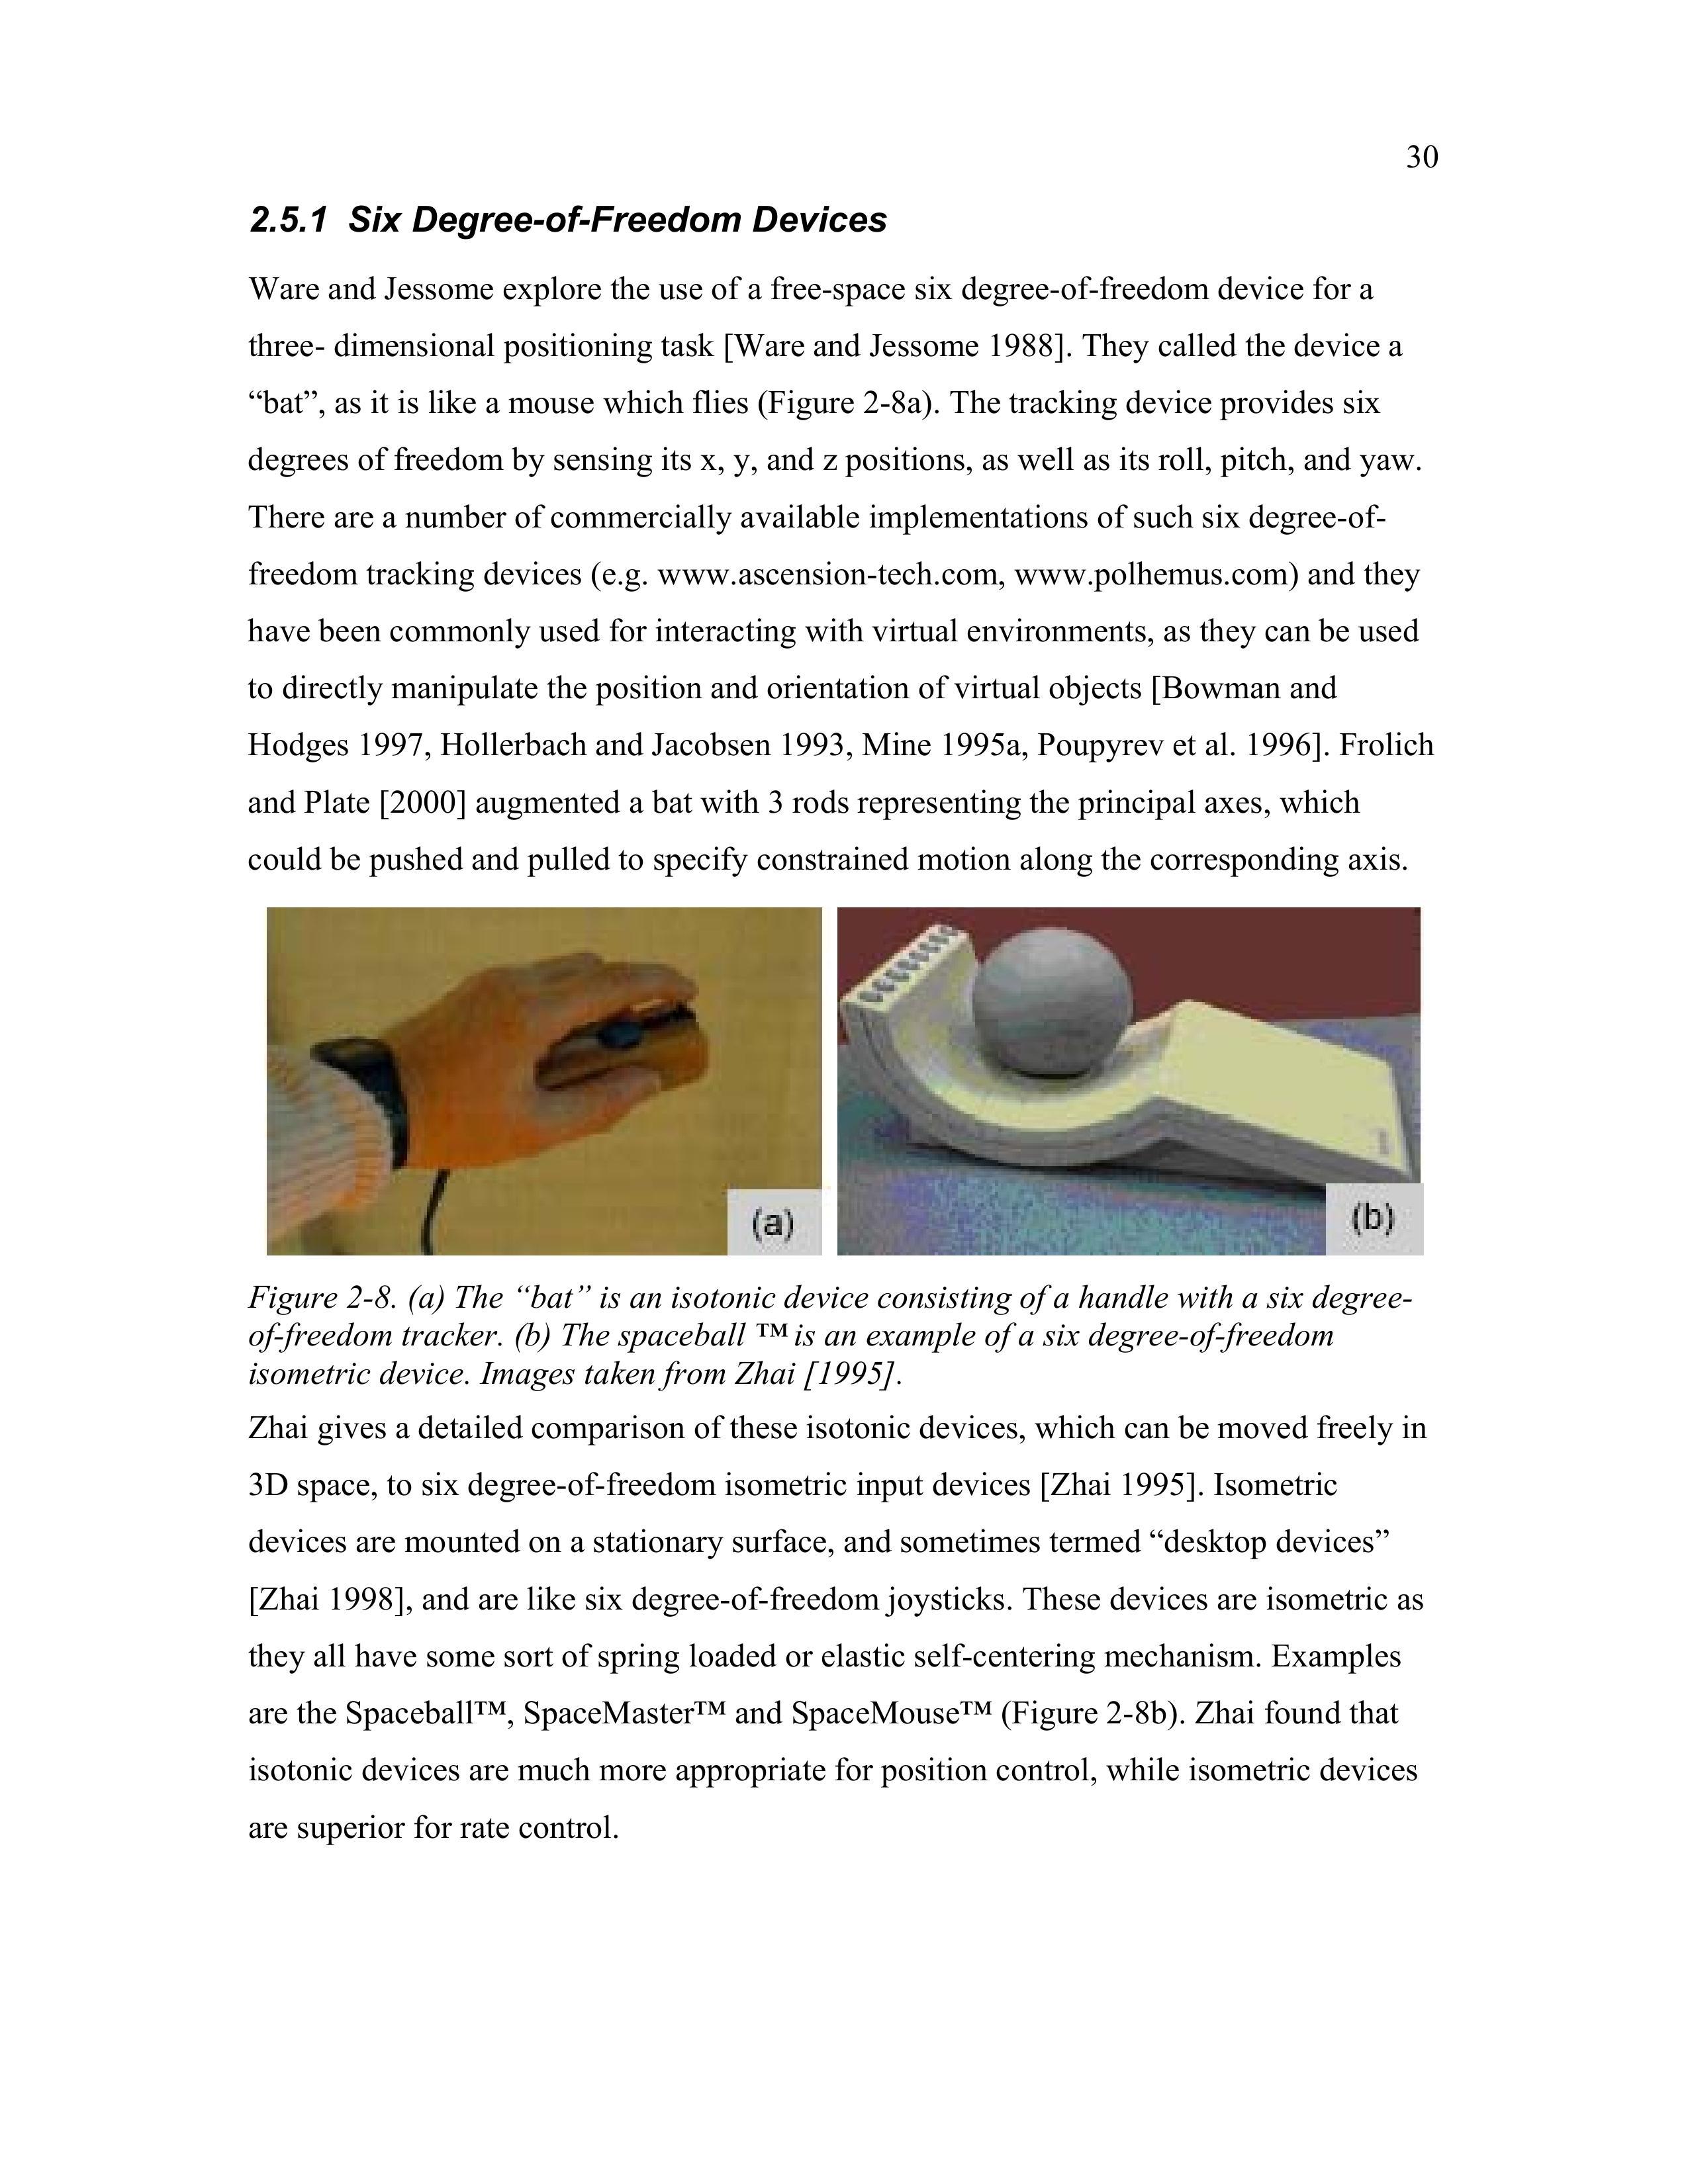 30
2.5.1 Six Degree-of-Freedom Devices
Ware and Jessome explore the use of a free-space six degree-of-freedom device for a
three- dimensional positioning task [Ware and Jessome 1988]. They called the device a
“bat”, as it is like a mouse which flies (Figure 2-8a). The tracking device provides six
degrees of freedom by sensing its x, y, and z positions, as well as its roll, pitch, and yaw.
There are a number of commercially available implementations of such six degree-of-
freedom tracking devices (e.g. www.ascension-tech.com, www.polhemus.com) and they
have been commonly used for interacting with virtual environments, as they can be used
to directly manipulate the position and orientation of virtual objects [Bowman and
Hodges 1997, Hollerbach and Jacobsen 1993, Mine 1995a, Poupyrev et al. 1996]. Frolich
and Plate [2000] augmented a bat with 3 rods representing the principal axes, which
could be pushed and pulled to specify constrained motion along the corresponding axis.
(a)
(b)
Figure 2-8. (a) The “bat” is an isotonic device consisting of a handle with a six degree-
of-freedom tracker. (b) The spaceball ™ is an example of a six degree-of-freedom
isometric device. Images taken from Zhai [1995].
Zhai gives a detailed comparison of these isotonic devices, which can be moved freely in
3D space, to six degree-of-freedom isometric input devices [Zhai 1995]. Isometric
devices are mounted on a stationary surface, and sometimes termed “desktop devices”
[Zhai 1998], and are like six degree-of-freedom joysticks. These devices are isometric as
they all have some sort of spring loaded or elastic self-centering mechanism. Examples
are the Spaceball™, SpaceMaster™ and SpaceMouse™ (Figure 2-8b). Zhai found that
isotonic devices are much more appropriate for position control, while isometric devices
are superior for rate control.